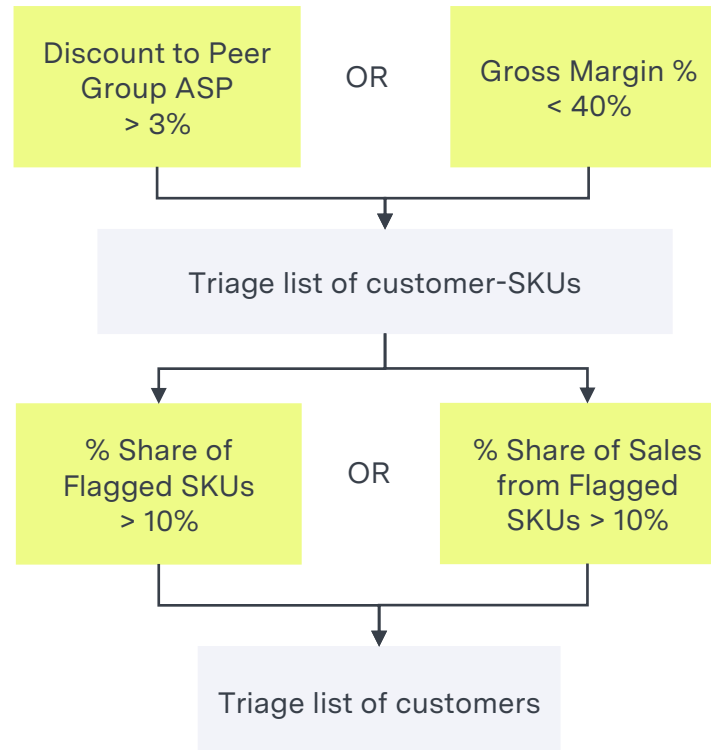 Discount to Peer
Group ASP
> 3%
OR
Gross Margin %
< 40%
Triage list of customer-SKUs
% Share of
Flagged SKUs
> 10%
OR
% Share of Sales
from Flagged
SKUs > 10%
Triage list of customers